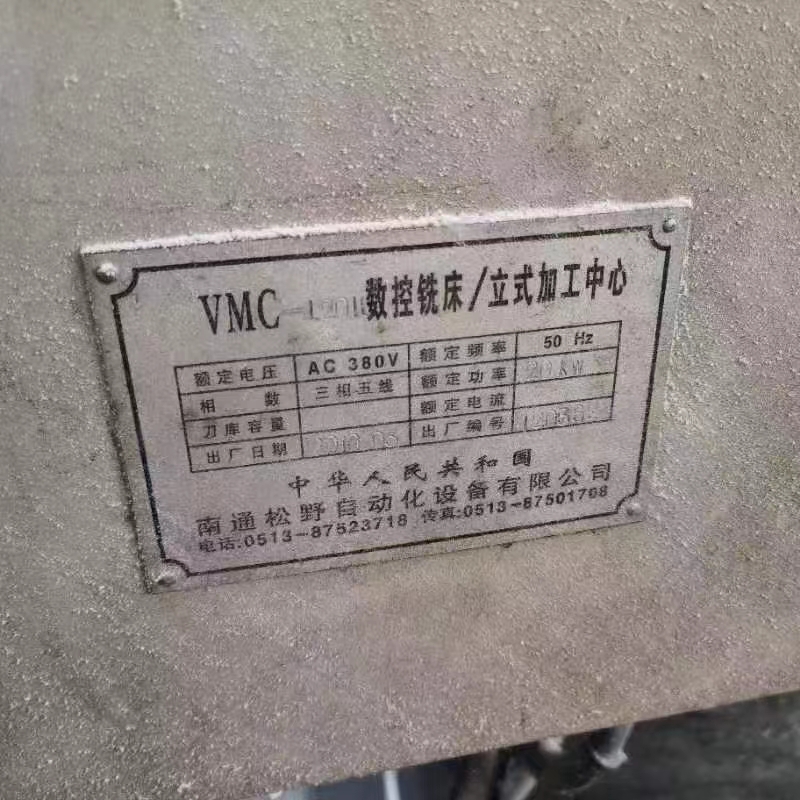 VMC 数控铣床/立式加工中心
额定电压 AC 380V 额定频率 50 Hz
相数 三相五线 额定功率 KW
刀库容量 额定电流
出厂日期 出厂编号
中华人民共和国
南通松野自动化设备有限公司
电话:0513-87523718 传真:0513-87501798